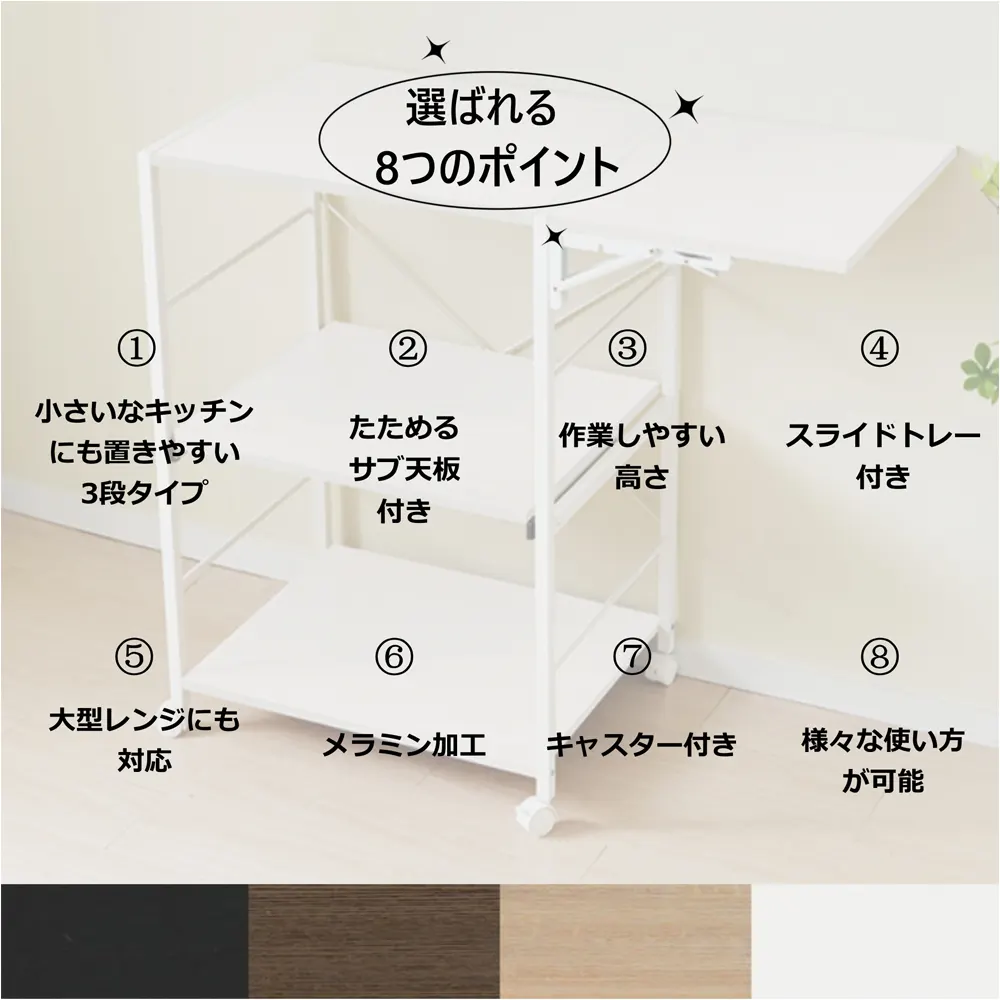 選ばれる
8つのポイント
①
小さいなキッチン
にも置きやすい
3段タイプ
②
たためる
サブ天板
付き
③
作業しやすい
高さ
④
スライドトレー
付き
⑤
大型レンジにも
対応
⑥
メラミン加工
⑦
キャスター付き
⑧
様々な使い方
が可能